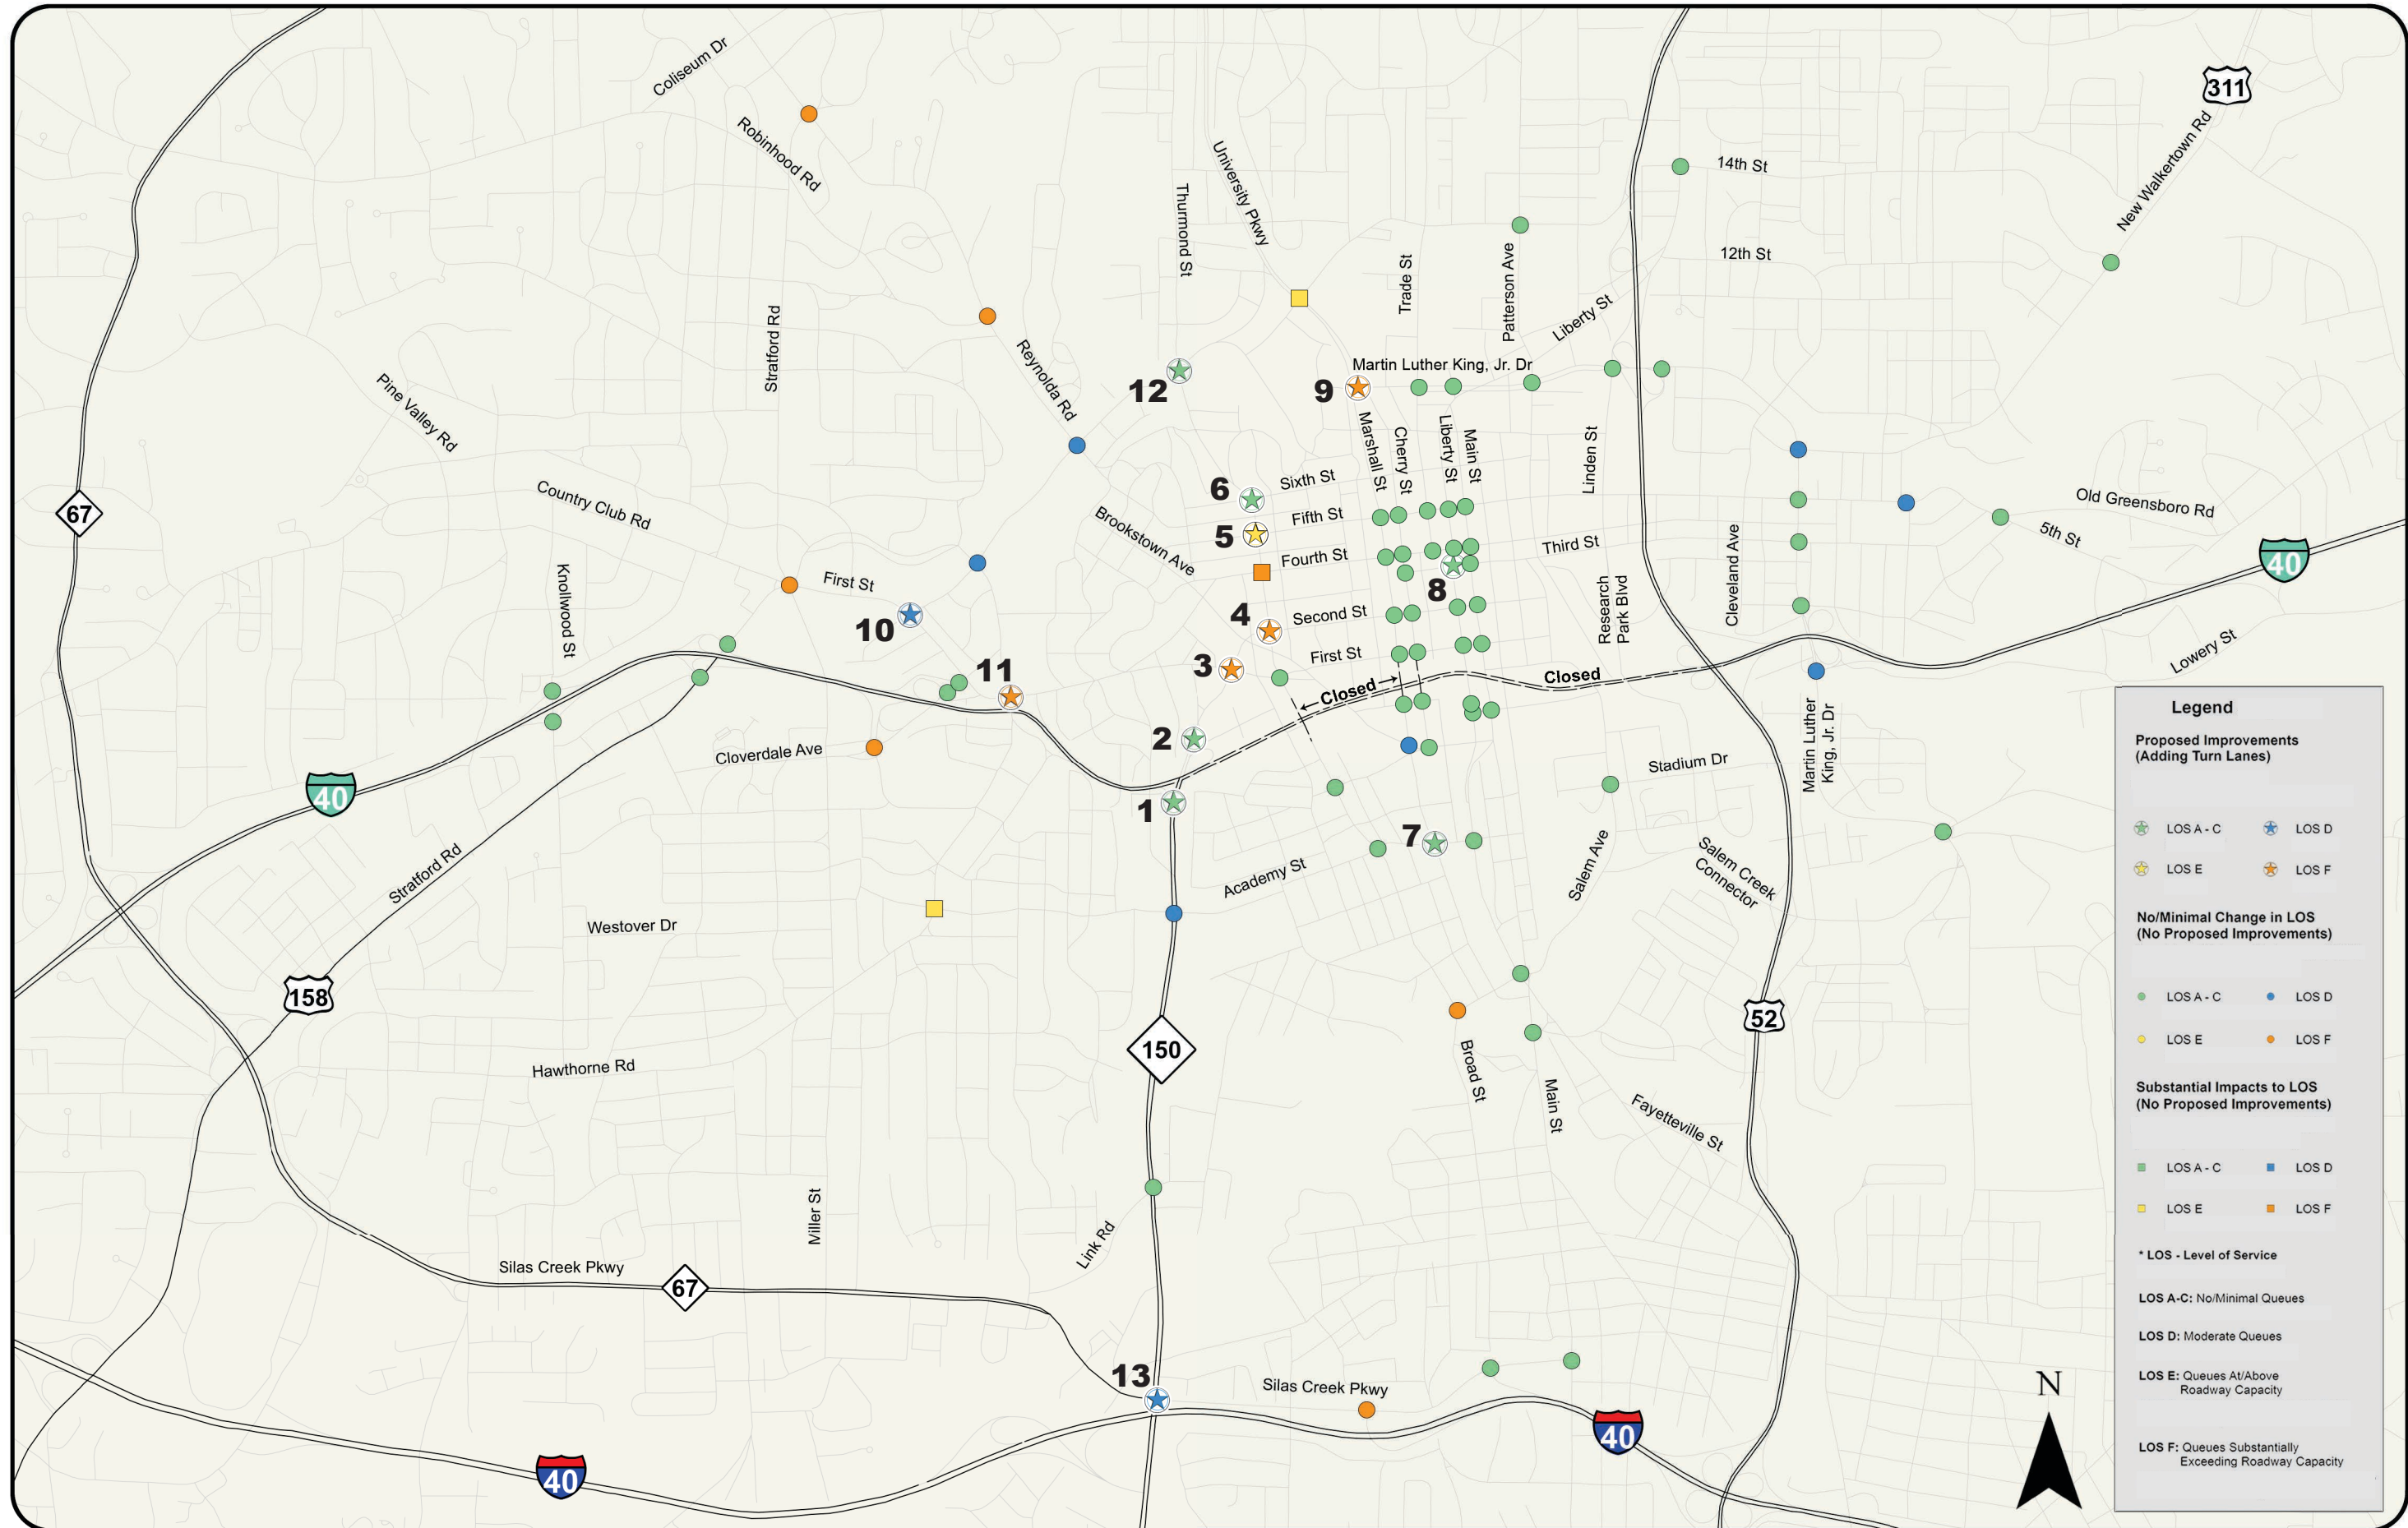 Coliseum Dr
Robinhood Rd
311
New Walkertown Rd
University Pkwy
Thurmond St
14th St
12th St
Trade St
Patterson Ave
Liberty St
Stratford Rd
Reynolda Rd
Martin Luther King, Jr. Dr
12
9
Pine Valley Rd
Marshall St
Cherry St
Liberty St
Main St
Linden St
67
Country Club Rd
Brookstown Ave
6
Sixth St
5
Fifth St
Fourth St
Third St
8
Old Greensboro Rd
5th St
40
Cleveland Ave
Research
Park Blvd
Knollwood St
First St
10
4
Second St
3
First St
11
Closed
Closed
Lowery St
2
Cloverdale Ave
Stadium Dr
Martin Luther
King, Jr. Dr
40
1
7
Stratford Rd
Academy St
Salem Ave
Salem Creek
Connector
Westover Dr
158
52
150
Hawthorne Rd
Broad St
Main St
Fayetteville St
Miller St
Link Rd
Silas Creek Pkwy
67
13
Silas Creek Pkwy
40
40
N
Legend
Proposed Improvements
(Adding Turn Lanes)
LOS A - C
LOS D
LOS E
LOS F
No/Minimal Change in LOS
(No Proposed Improvements)
LOS A - C
LOS D
LOS E
LOS F
Substantial Impacts to LOS
(No Proposed Improvements)
LOS A - C
LOS D
LOS E
LOS F
* LOS - Level of Service
LOS A-C: No/Minimal Queues
LOS D: Moderate Queues
LOS E: Queues At/Above
Roadway Capacity
LOS F: Queues Substantially
Exceeding Roadway Capacity